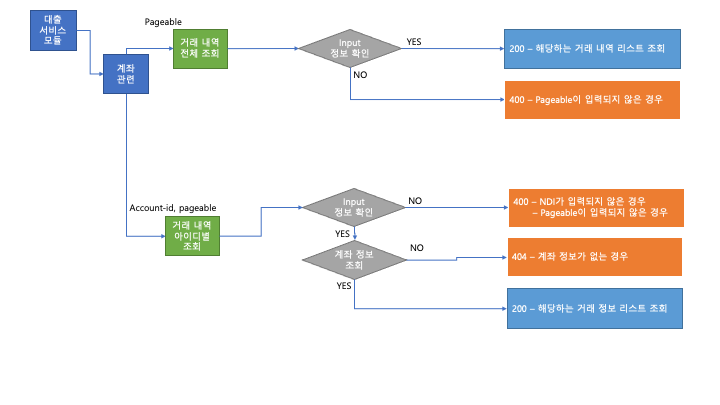 대출
서비스
모듈
계좌
관련
Pageable
거래 내역
전체 조회
Input
정보 확인
YES
200 – 해당하는 거래 내역 리스트 조회
NO
400 – Pageable이 입력되지 않은 경우
Account-id, pageable
거래 내역
아이디별
조회
Input
정보 확인
NO
400 – NDI가 입력되지 않은 경우
– Pageable이 입력되지 않은 경우
YES
계좌 정보
조회
NO
404 – 계좌 정보가 없는 경우
YES
200 – 해당하는 거래 정보 리스트 조회